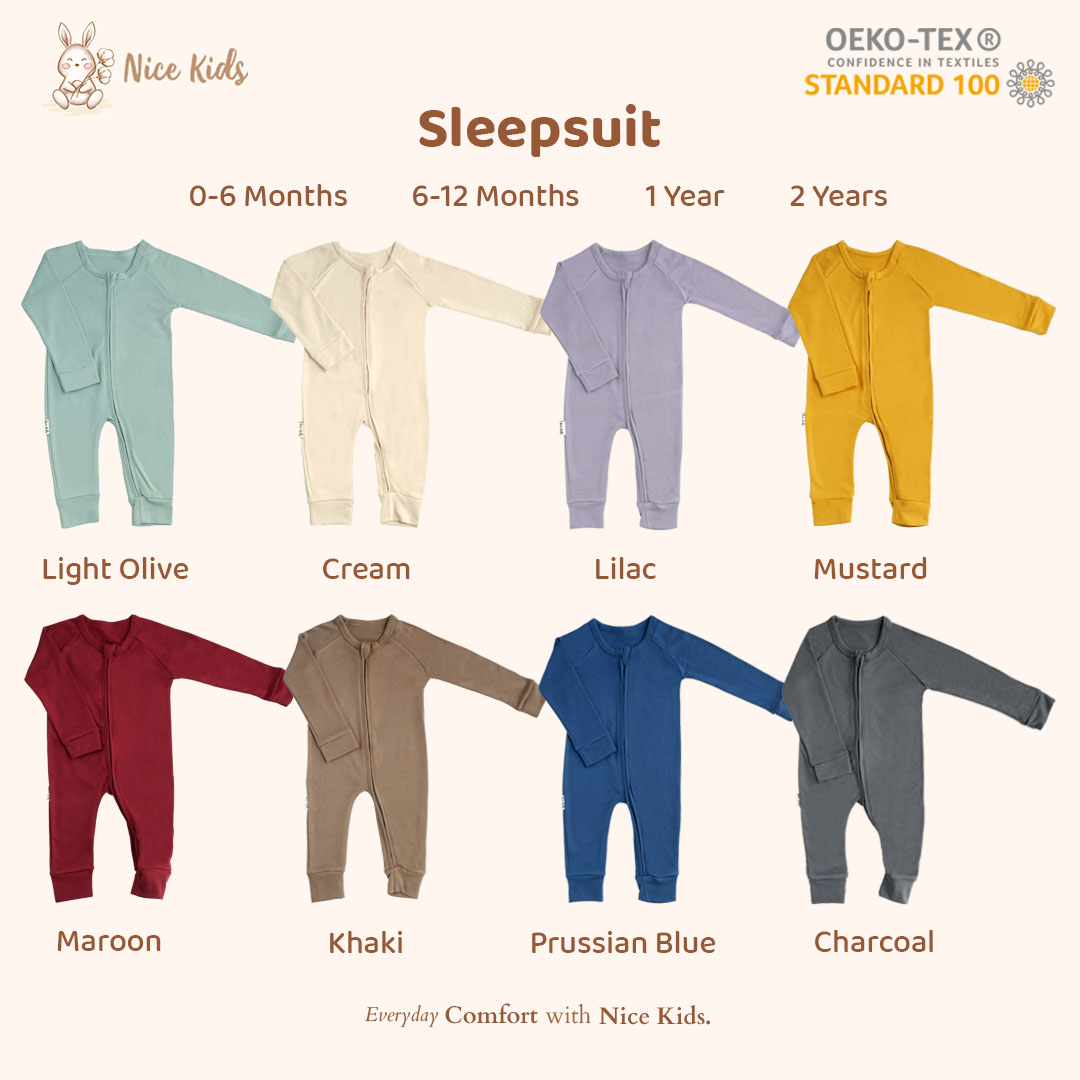 Nice Kids
OEKO-TEX®
CONFIDENCE IN TEXTILES
STANDARD 100
Sleepsuit
0-6 Months 6-12 Months 1 Year 2 Years
Light Olive Cream Lilac Mustard
Maroon Khaki Prussian Blue Charcoal
Everyday Comfort with Nice Kids.